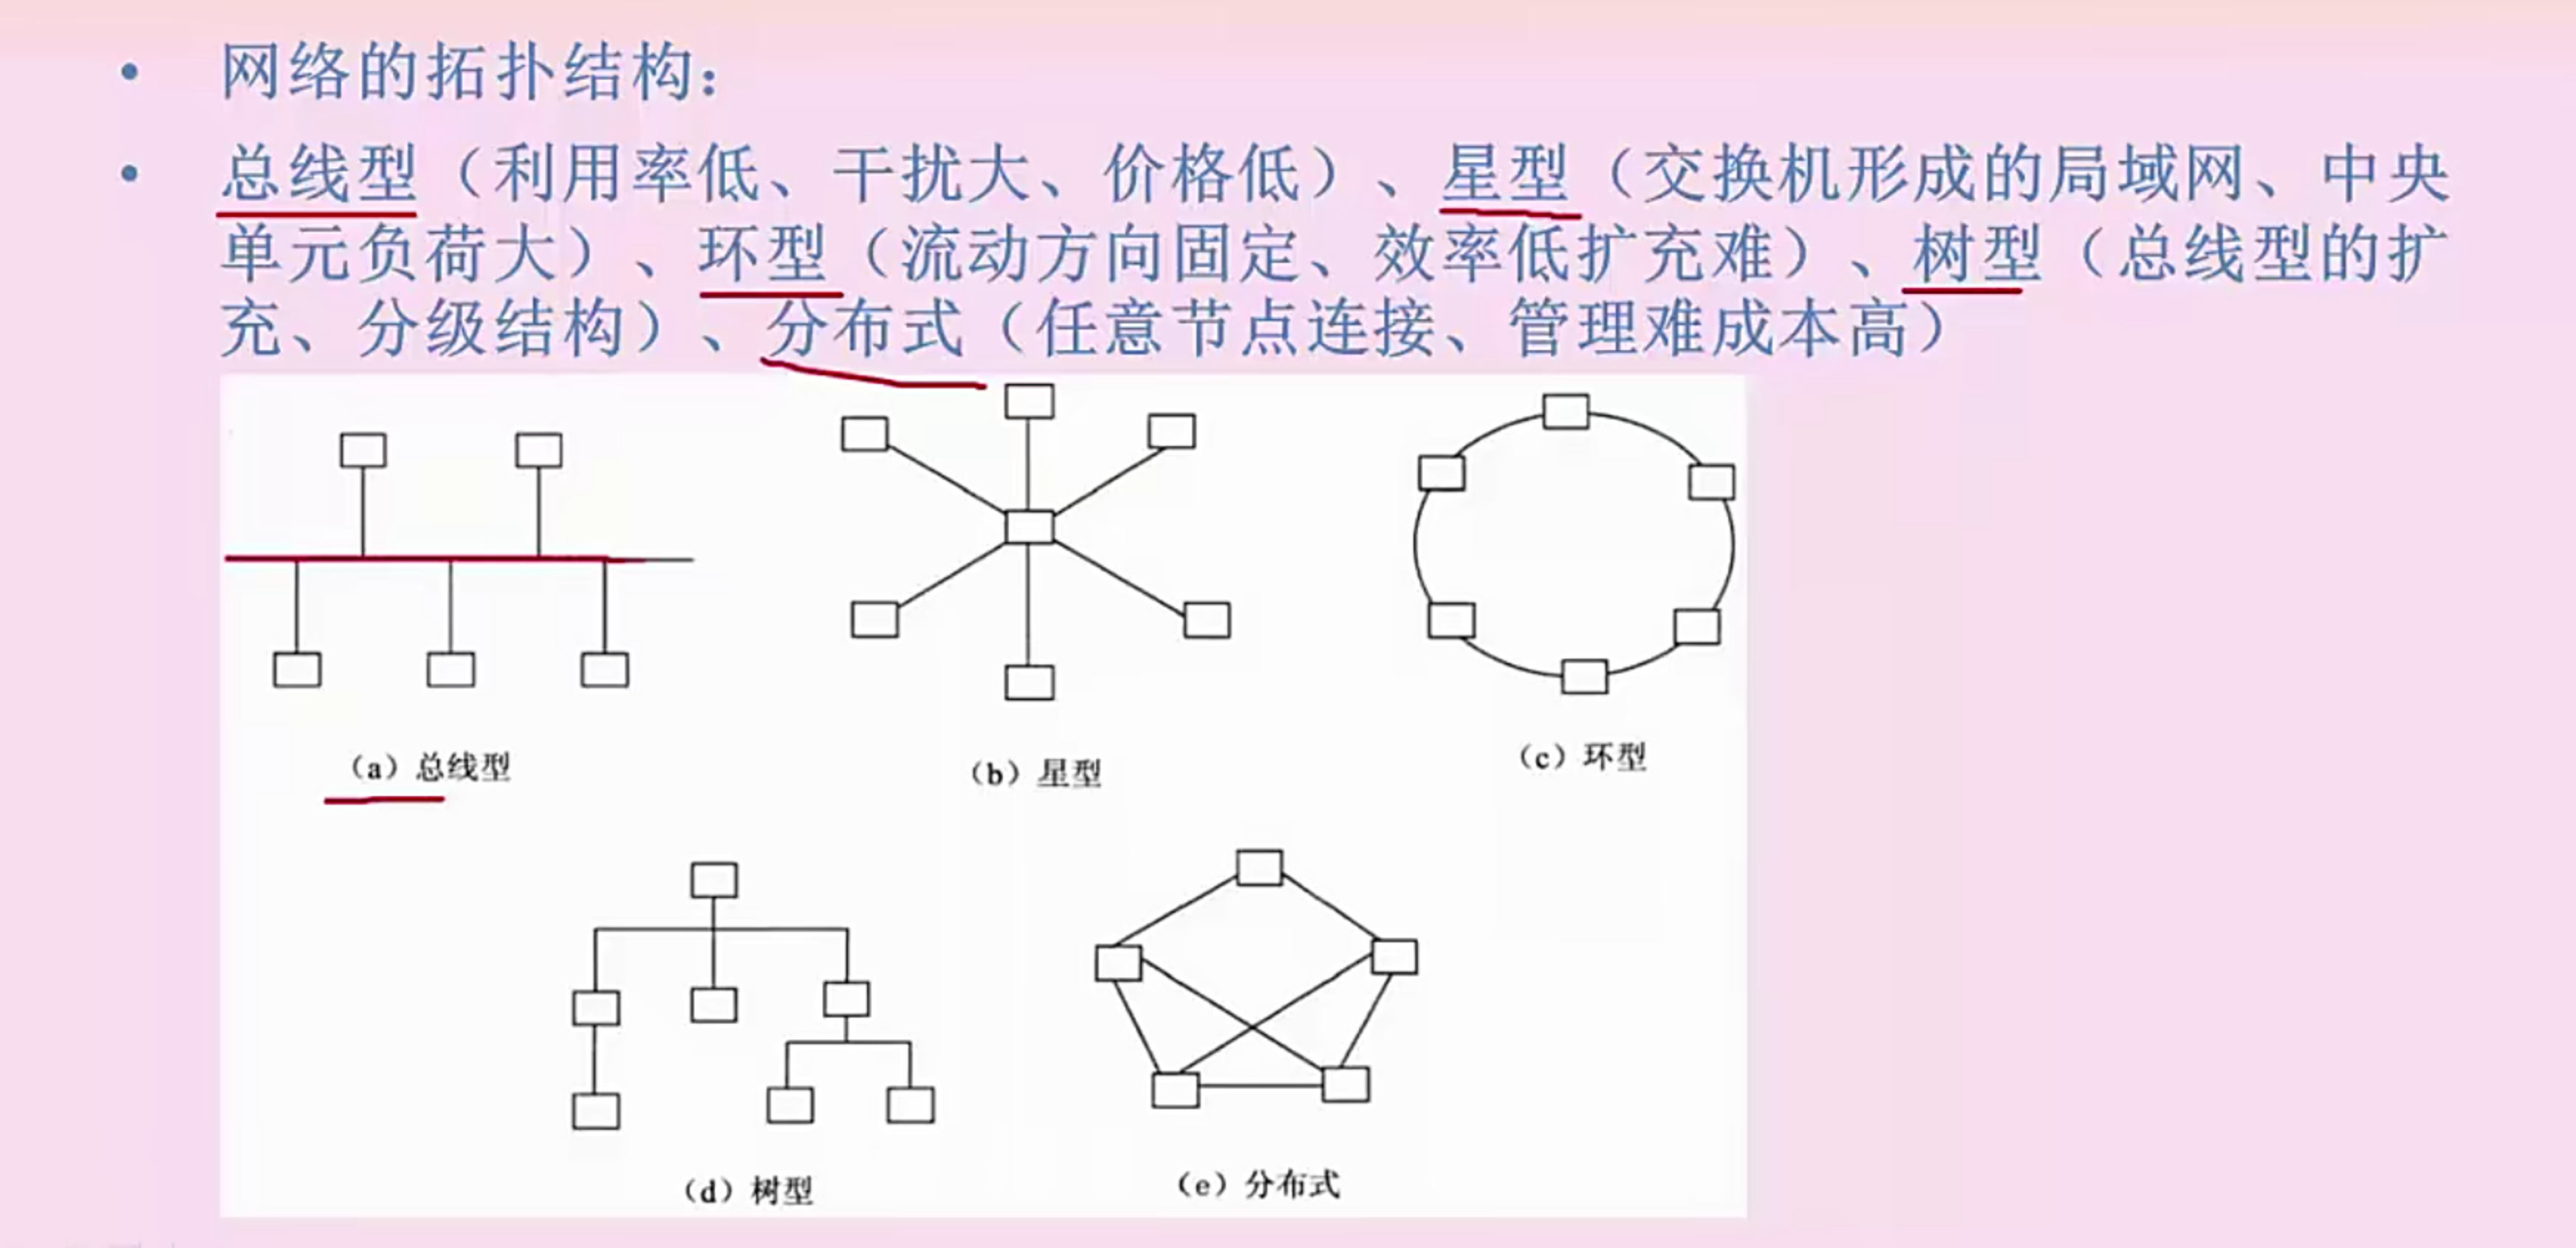 • 网络的拓扑结构：
• 总线型（利用率低、干扰大、价格低）、星型（交换机形成的局域网、中央
单元负荷大）、环型（流动方向固定、效率低扩充难）、树型（总线型的扩
充、分级结构）、分布式（任意节点连接、管理难成本高）
（a）总线型
（b）星型
（c）环型
（d）树型
（e）分布式